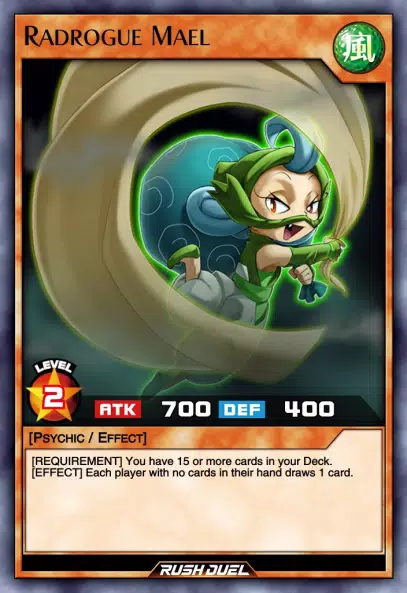 Radrogue Mael
風
LEVEL
2
ATK 700 DEF 400
[Psychic / Effect]
[REQUIREMENT] You have 15 or more cards in your Deck.
[EFFECT] Each player with no cards in their hand draws 1 card.
RUSH DUEL